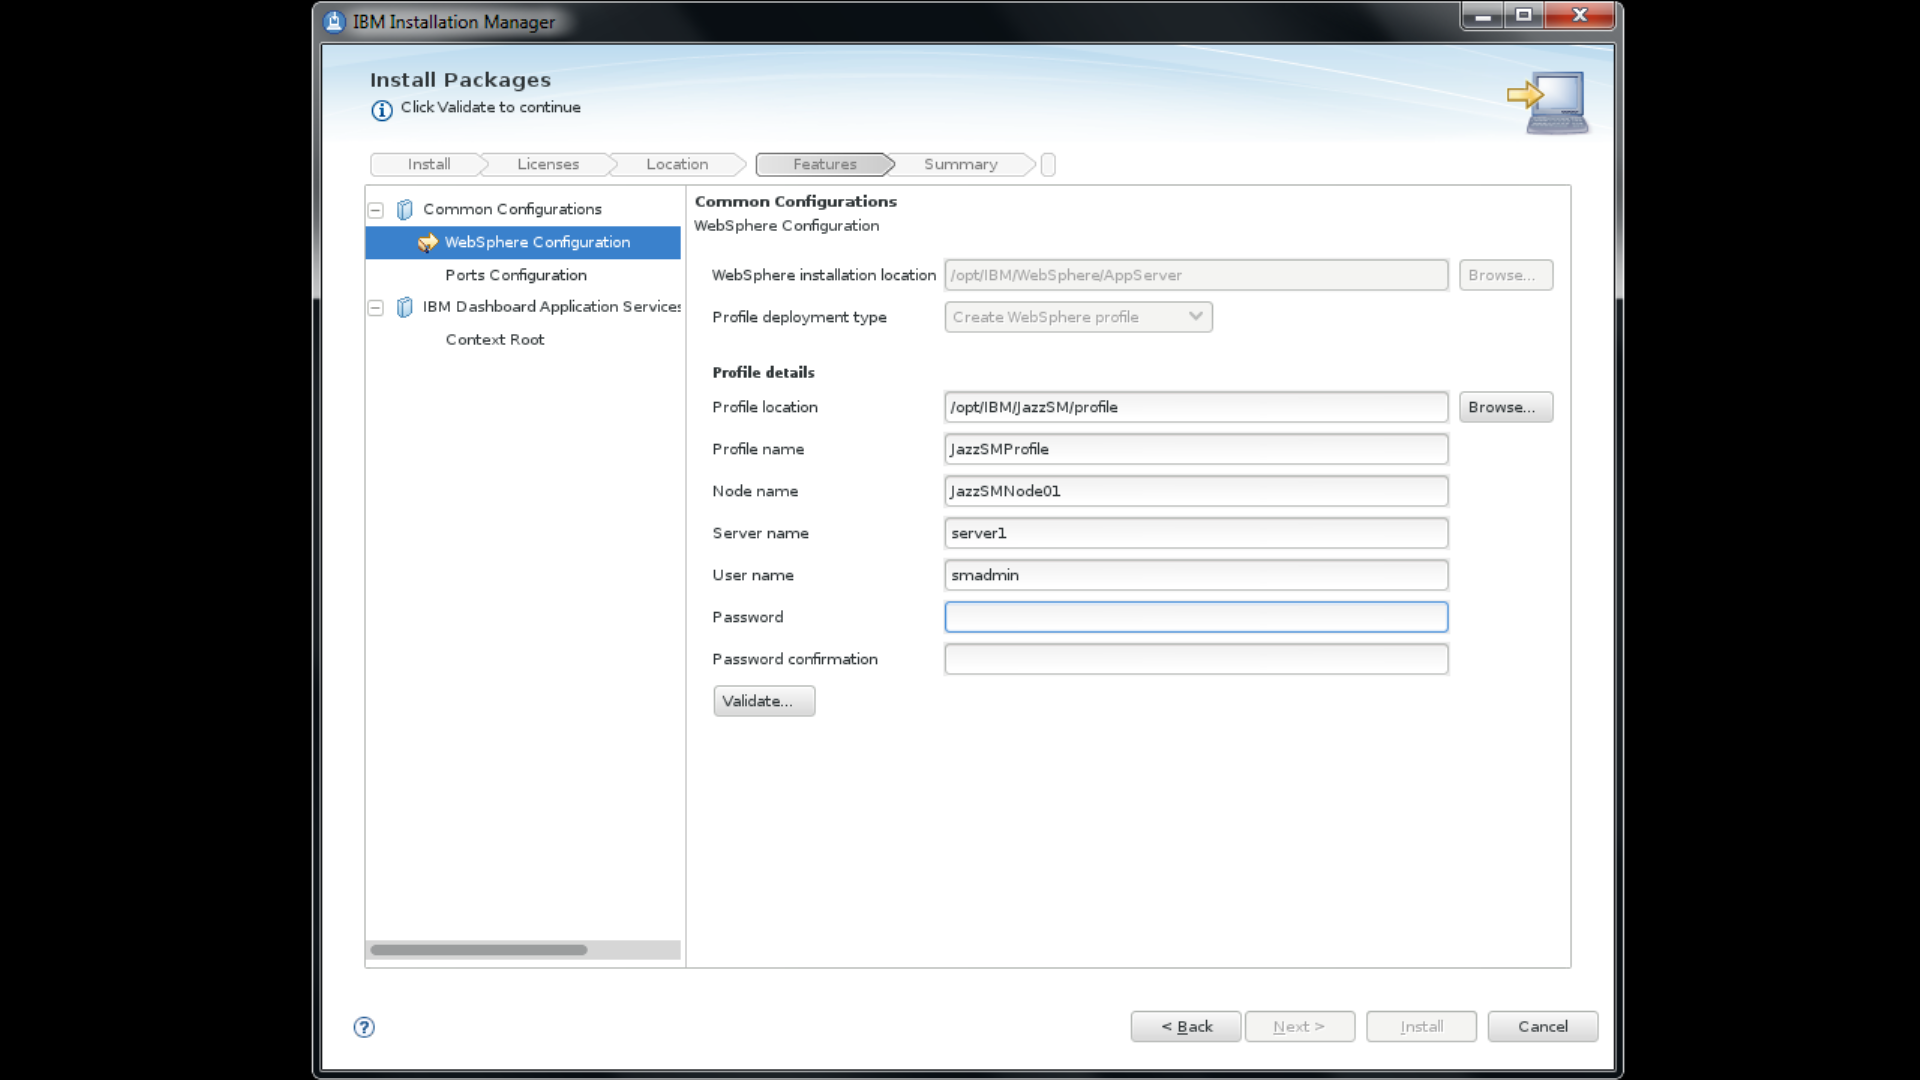 IBM Installation Manager
Install Packages
Click Validate to continue
Install Licenses Location Features Summary
Common Configurations
WebSphere Configuration
Ports Configuration
IBM Dashboard Application Services
Context Root
Common Configurations
WebSphere Configuration
WebSphere installation location /opt/IBM/WebSphere/AppServer Browse...
Profile deployment type Create WebSphere profile
Profile details
Profile location /opt/IBM/JazzSM/profile Browse...
Profile name JazzSMProfile
Node name JazzSMNode01
Server name server1
User name smadmin
Password
Password confirmation
Validate...
? < Back Next > Install Cancel